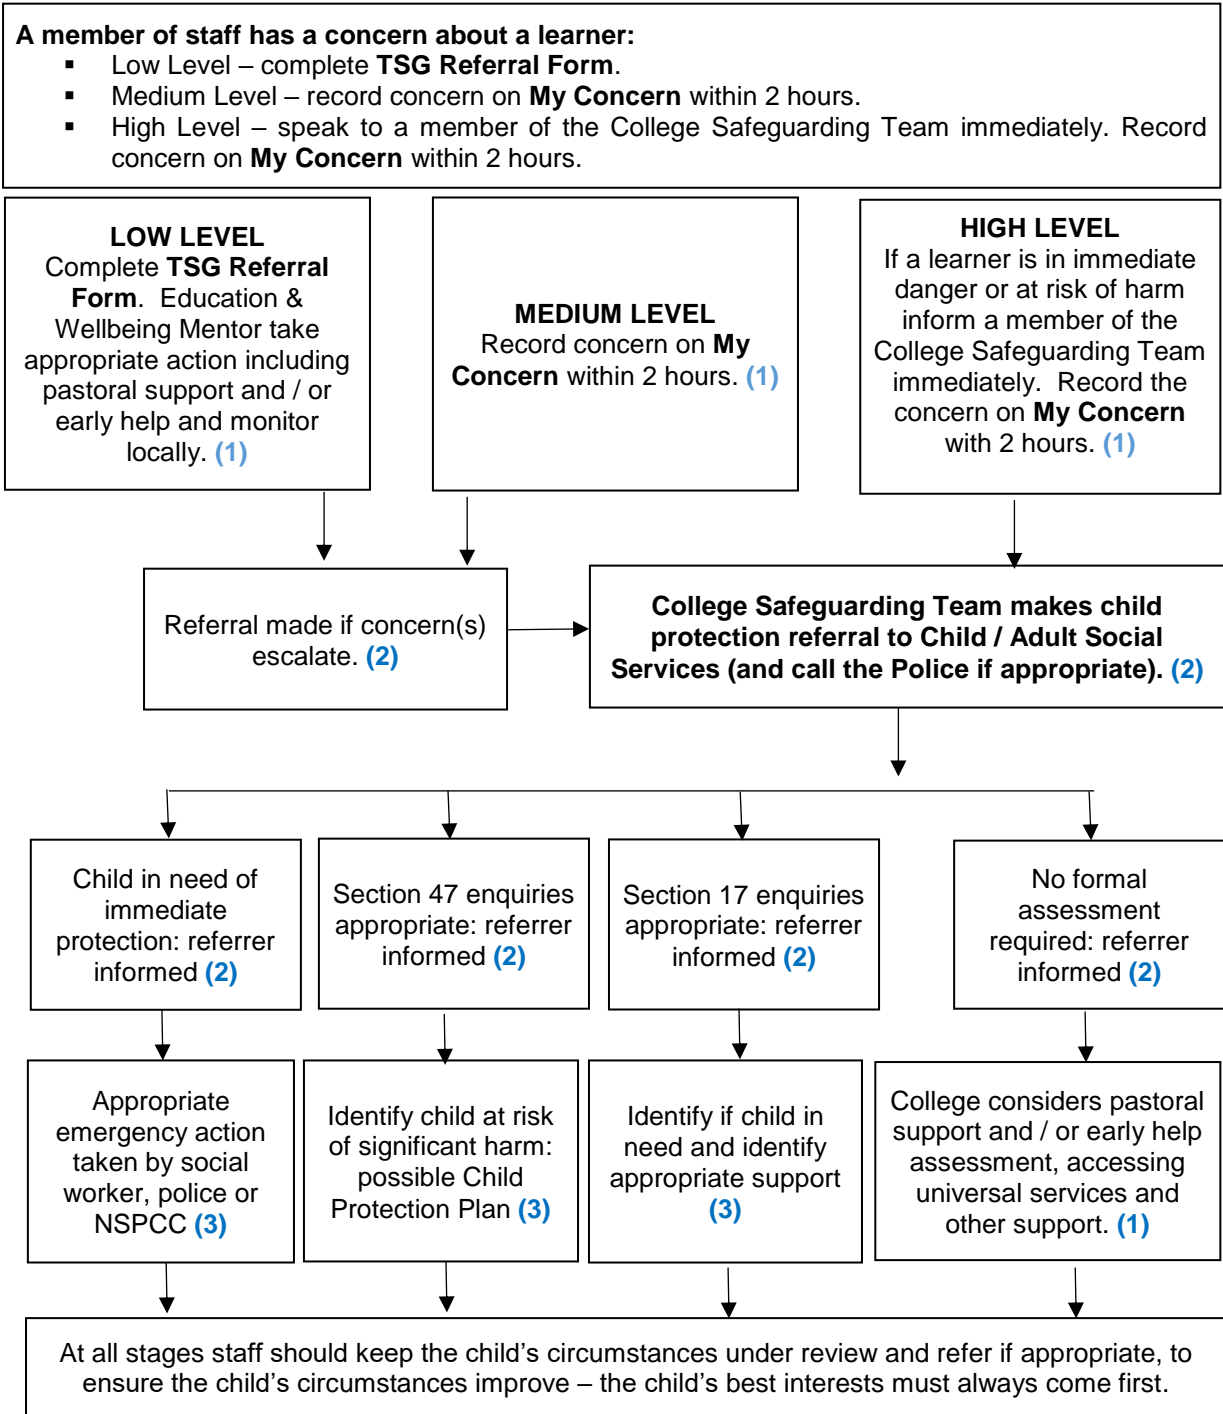 A member of staff has a concern about a learner:
▪ Low Level – complete TSG Referral Form.
▪ Medium Level – record concern on My Concern within 2 hours.
▪ High Level – speak to a member of the College Safeguarding Team immediately. Record
concern on My Concern within 2 hours.
LOW LEVEL
Complete TSG Referral
Form. Education &
Wellbeing Mentor take
appropriate action including
pastoral support and / or
early help and monitor
locally. (1)
MEDIUM LEVEL
Record concern on My
Concern within 2 hours. (1)
HIGH LEVEL
If a learner is in immediate
danger or at risk of harm
inform a member of the
College Safeguarding Team
immediately. Record the
concern on My Concern
with 2 hours. (1)
Referral made if concern(s)
escalate. (2)
College Safeguarding Team makes child
protection referral to Child / Adult Social
Services (and call the Police if appropriate). (2)
Child in need of
immediate
protection: referrer
informed (2)
Section 47 enquiries
appropriate: referrer
informed (2)
Section 17 enquiries
appropriate: referrer
informed (2)
No formal
assessment
required: referrer
informed (2)
Appropriate
emergency action
taken by social
worker, police or
NSPCC (3)
Identify child at risk
of significant harm:
possible Child
Protection Plan (3)
Identify if child in
need and identify
appropriate support
(3)
College considers pastoral
support and / or early help
assessment, accessing
universal services and
other support. (1)
At all stages staff should keep the child’s circumstances under review and refer if appropriate, to
ensure the child’s circumstances improve – the child’s best interests must always come first.